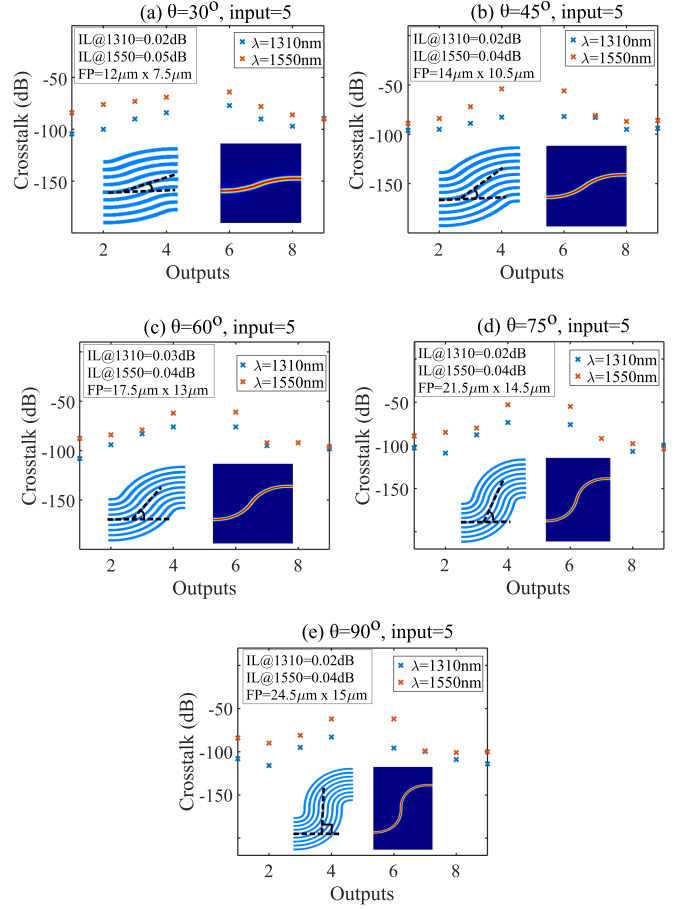 (a) θ=30°, input=5
IL@1310=0.02dB
IL@1550=0.05dB
FP=12μm x 7.5μm
λ=1310nm
λ=1550nm
-50
-100
-150
Crosstalk (dB)
2 4 6 8
Outputs
(b) θ=45°, input=5
IL@1310=0.02dB
IL@1550=0.04dB
FP=14μm x 10.5μm
λ=1310nm
λ=1550nm
-50
-100
-150
Crosstalk (dB)
2 4 6 8
Outputs
(c) θ=60°, input=5
IL@1310=0.03dB
IL@1550=0.04dB
FP=17.5μm x 13μm
λ=1310nm
λ=1550nm
-50
-100
-150
Crosstalk (dB)
2 4 6 8
Outputs
(d) θ=75°, input=5
IL@1310=0.02dB
IL@1550=0.04dB
FP=21.5μm x 14.5μm
λ=1310nm
λ=1550nm
-50
-100
-150
Crosstalk (dB)
2 4 6 8
Outputs
(e) θ=90°, input=5
IL@1310=0.02dB
IL@1550=0.04dB
FP=24.5μm x 15μm
λ=1310nm
λ=1550nm
-50
-100
-150
Crosstalk (dB)
2 4 6 8
Outputs